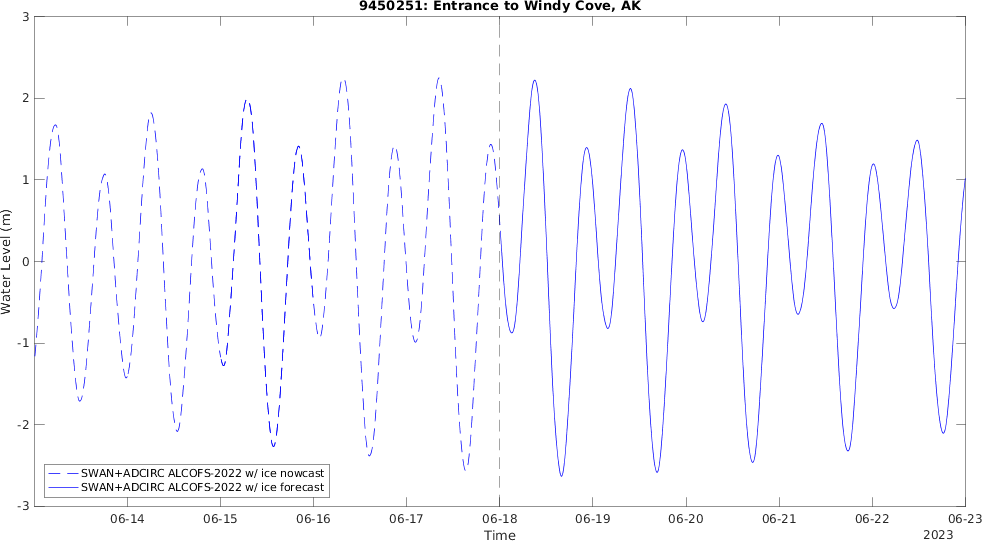 9450251: Entrance to Windy Cove, AK
3
2
1
0
-1
-2
-3
Water Level (m)
SWAN+ADCIRC ALCOFS-2022 w/ ice nowcast
SWAN+ADCIRC ALCOFS-2022 w/ ice forecast
06-14 06-15 06-16 06-17 06-18 06-19 06-20 06-21 06-22 06-23
Time
2023